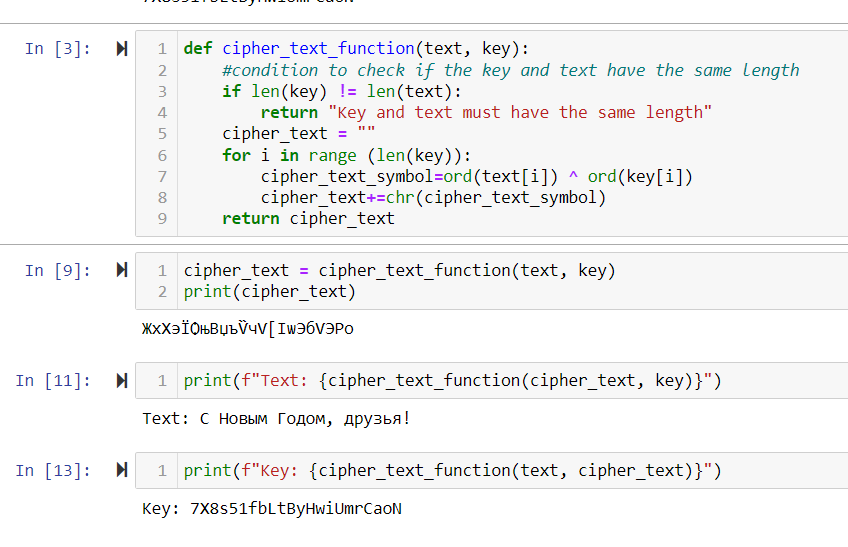 In [3]:
1 def cipher_text_function(text, key):
2 #condition to check if the key and text have the same length
3 if len(key) != len(text):
4 return "Key and text must have the same length"
5 cipher_text = ""
6 for i in range (len(key)):
7 cipher_text_symbol=ord(text[i]) ^ ord(key[i])
8 cipher_text+=chr(cipher_text_symbol)
9 return cipher_text
In [9]:
1 cipher_text = cipher_text_function(text, key)
2 print(cipher_text)
In [11]:
1 print(f"Text: {cipher_text_function(cipher_text, key)}")
Text: С Новым Годом, друзья!
In [13]:
1 print(f"Key: {cipher_text_function(text, cipher_text)}")
Key: 7X8s51fbLtByHwiUmrCaoN